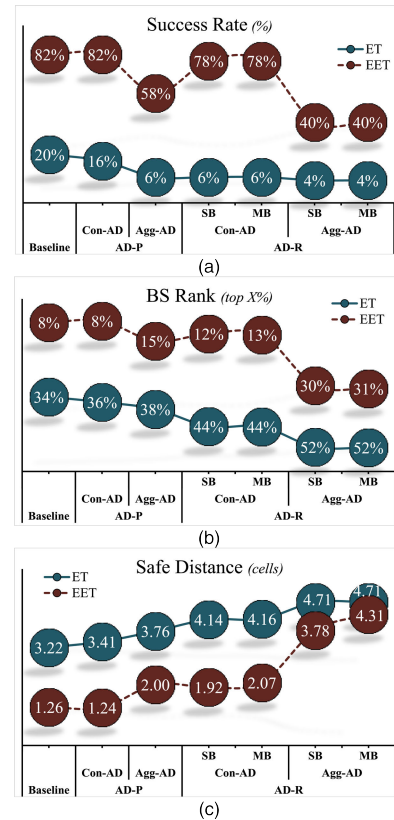 Success Rate (%)
ET
EET
82% 82% 58% 78% 78% 40% 40%
20% 16% 6% 6% 6% 4% 4%
SB MB SB MB
Con-AD Agg-AD Con-AD Agg-AD
Baseline AD-P AD-R
(a)
BS Rank (top X%)
ET
EET
8% 8% 15% 12% 13% 30% 31%
34% 36% 38% 44% 44% 52% 52%
SB MB SB MB
Con-AD Agg-AD Con-AD Agg-AD
Baseline AD-P AD-R
(b)
Safe Distance (cells)
ET
EET
3.22 3.41 3.76 4.14 4.16 4.71 4.71
1.26 1.24 2.00 1.92 2.07 3.78 4.31
SB MB SB MB
Con-AD Agg-AD Con-AD Agg-AD
Baseline AD-P AD-R
(c)